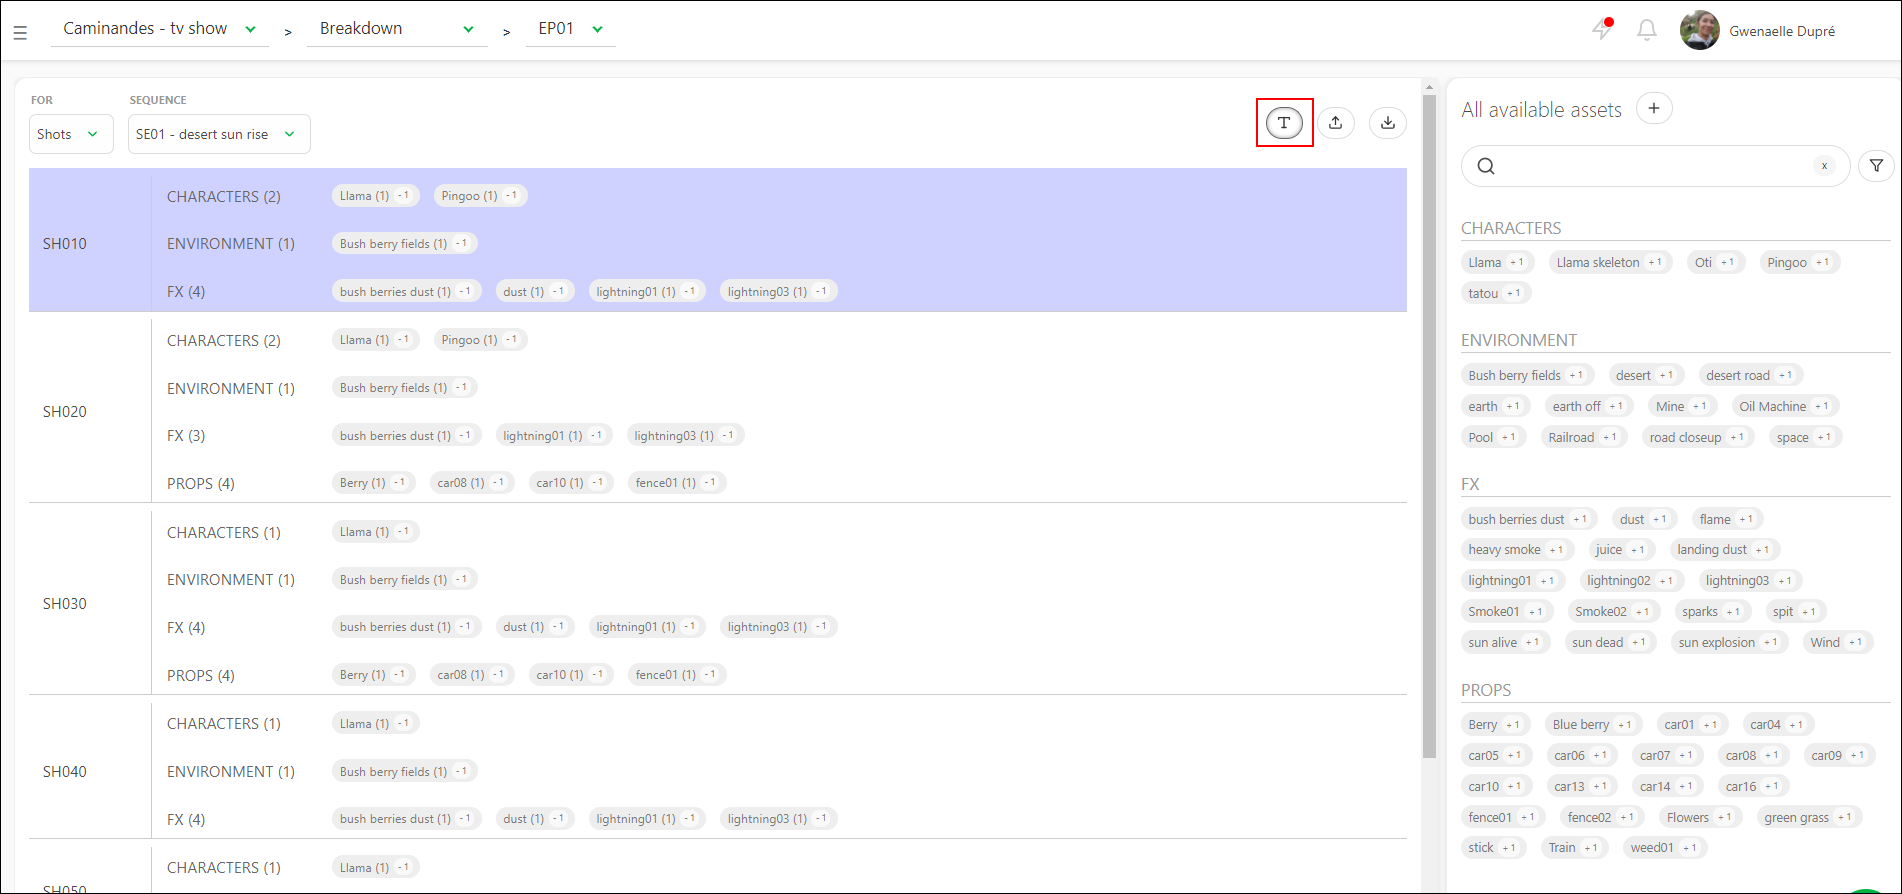 Caminandes - tv show > Breakdown > EP01 Gwenaelle Dupré
FOR SEQUENCE
Shots SE01 - desert sun rise T
SH010
CHARACTERS (2) Llama (1) - 1 Pingoo (1) - 1
ENVIRONMENT (1) Bush berry fields (1) - 1
FX (4) bush berries dust (1) - 1 dust (1) - 1 lightning01 (1) - 1 lightning03 (1) - 1
SH020
CHARACTERS (2) Llama (1) - 1 Pingoo (1) - 1
ENVIRONMENT (1) Bush berry fields (1) - 1
FX (3) bush berries dust (1) - 1 lightning01 (1) - 1 lightning03 (1) - 1
PROPS (4) Berry (1) - 1 car08 (1) - 1 car10 (1) - 1 fence01 (1) - 1
SH030
CHARACTERS (1) Llama (1) - 1
ENVIRONMENT (1) Bush berry fields (1) - 1
FX (4) bush berries dust (1) - 1 dust (1) - 1 lightning01 (1) - 1 lightning03 (1) - 1
PROPS (4) Berry (1) - 1 car08 (1) - 1 car10 (1) - 1 fence01 (1) - 1
SH040
CHARACTERS (1) Llama (1) - 1
ENVIRONMENT (1) Bush berry fields (1) - 1
FX (4) bush berries dust (1) - 1 dust (1) - 1 lightning01 (1) - 1 lightning03 (1) - 1
SH050
CHARACTERS (1) Llama (1) - 1
All available assets +
x
CHARACTERS
Llama + 1 Llama skeleton + 1 Oti + 1 Pingoo + 1
tatou + 1
ENVIRONMENT
Bush berry fields + 1 desert + 1 desert road + 1
earth + 1 earth off + 1 Mine + 1 Oil Machine + 1
Pool + 1 Railroad + 1 road closeup + 1 space + 1
FX
bush berries dust + 1 dust + 1 flame + 1
heavy smoke + 1 juice + 1 landing dust + 1
lightning01 + 1 lightning02 + 1 lightning03 + 1
Smoke01 + 1 Smoke02 + 1 sparks + 1 spit + 1
sun alive + 1 sun dead + 1 sun explosion + 1 Wind + 1
PROPS
Berry + 1 Blue berry + 1 car01 + 1 car04 + 1
car05 + 1 car06 + 1 car07 + 1 car08 + 1 car09 + 1
car10 + 1 car13 + 1 car14 + 1 car16 + 1
fence01 + 1 fence02 + 1 Flowers + 1 green grass + 1
stick + 1 Train + 1 weed01 + 1